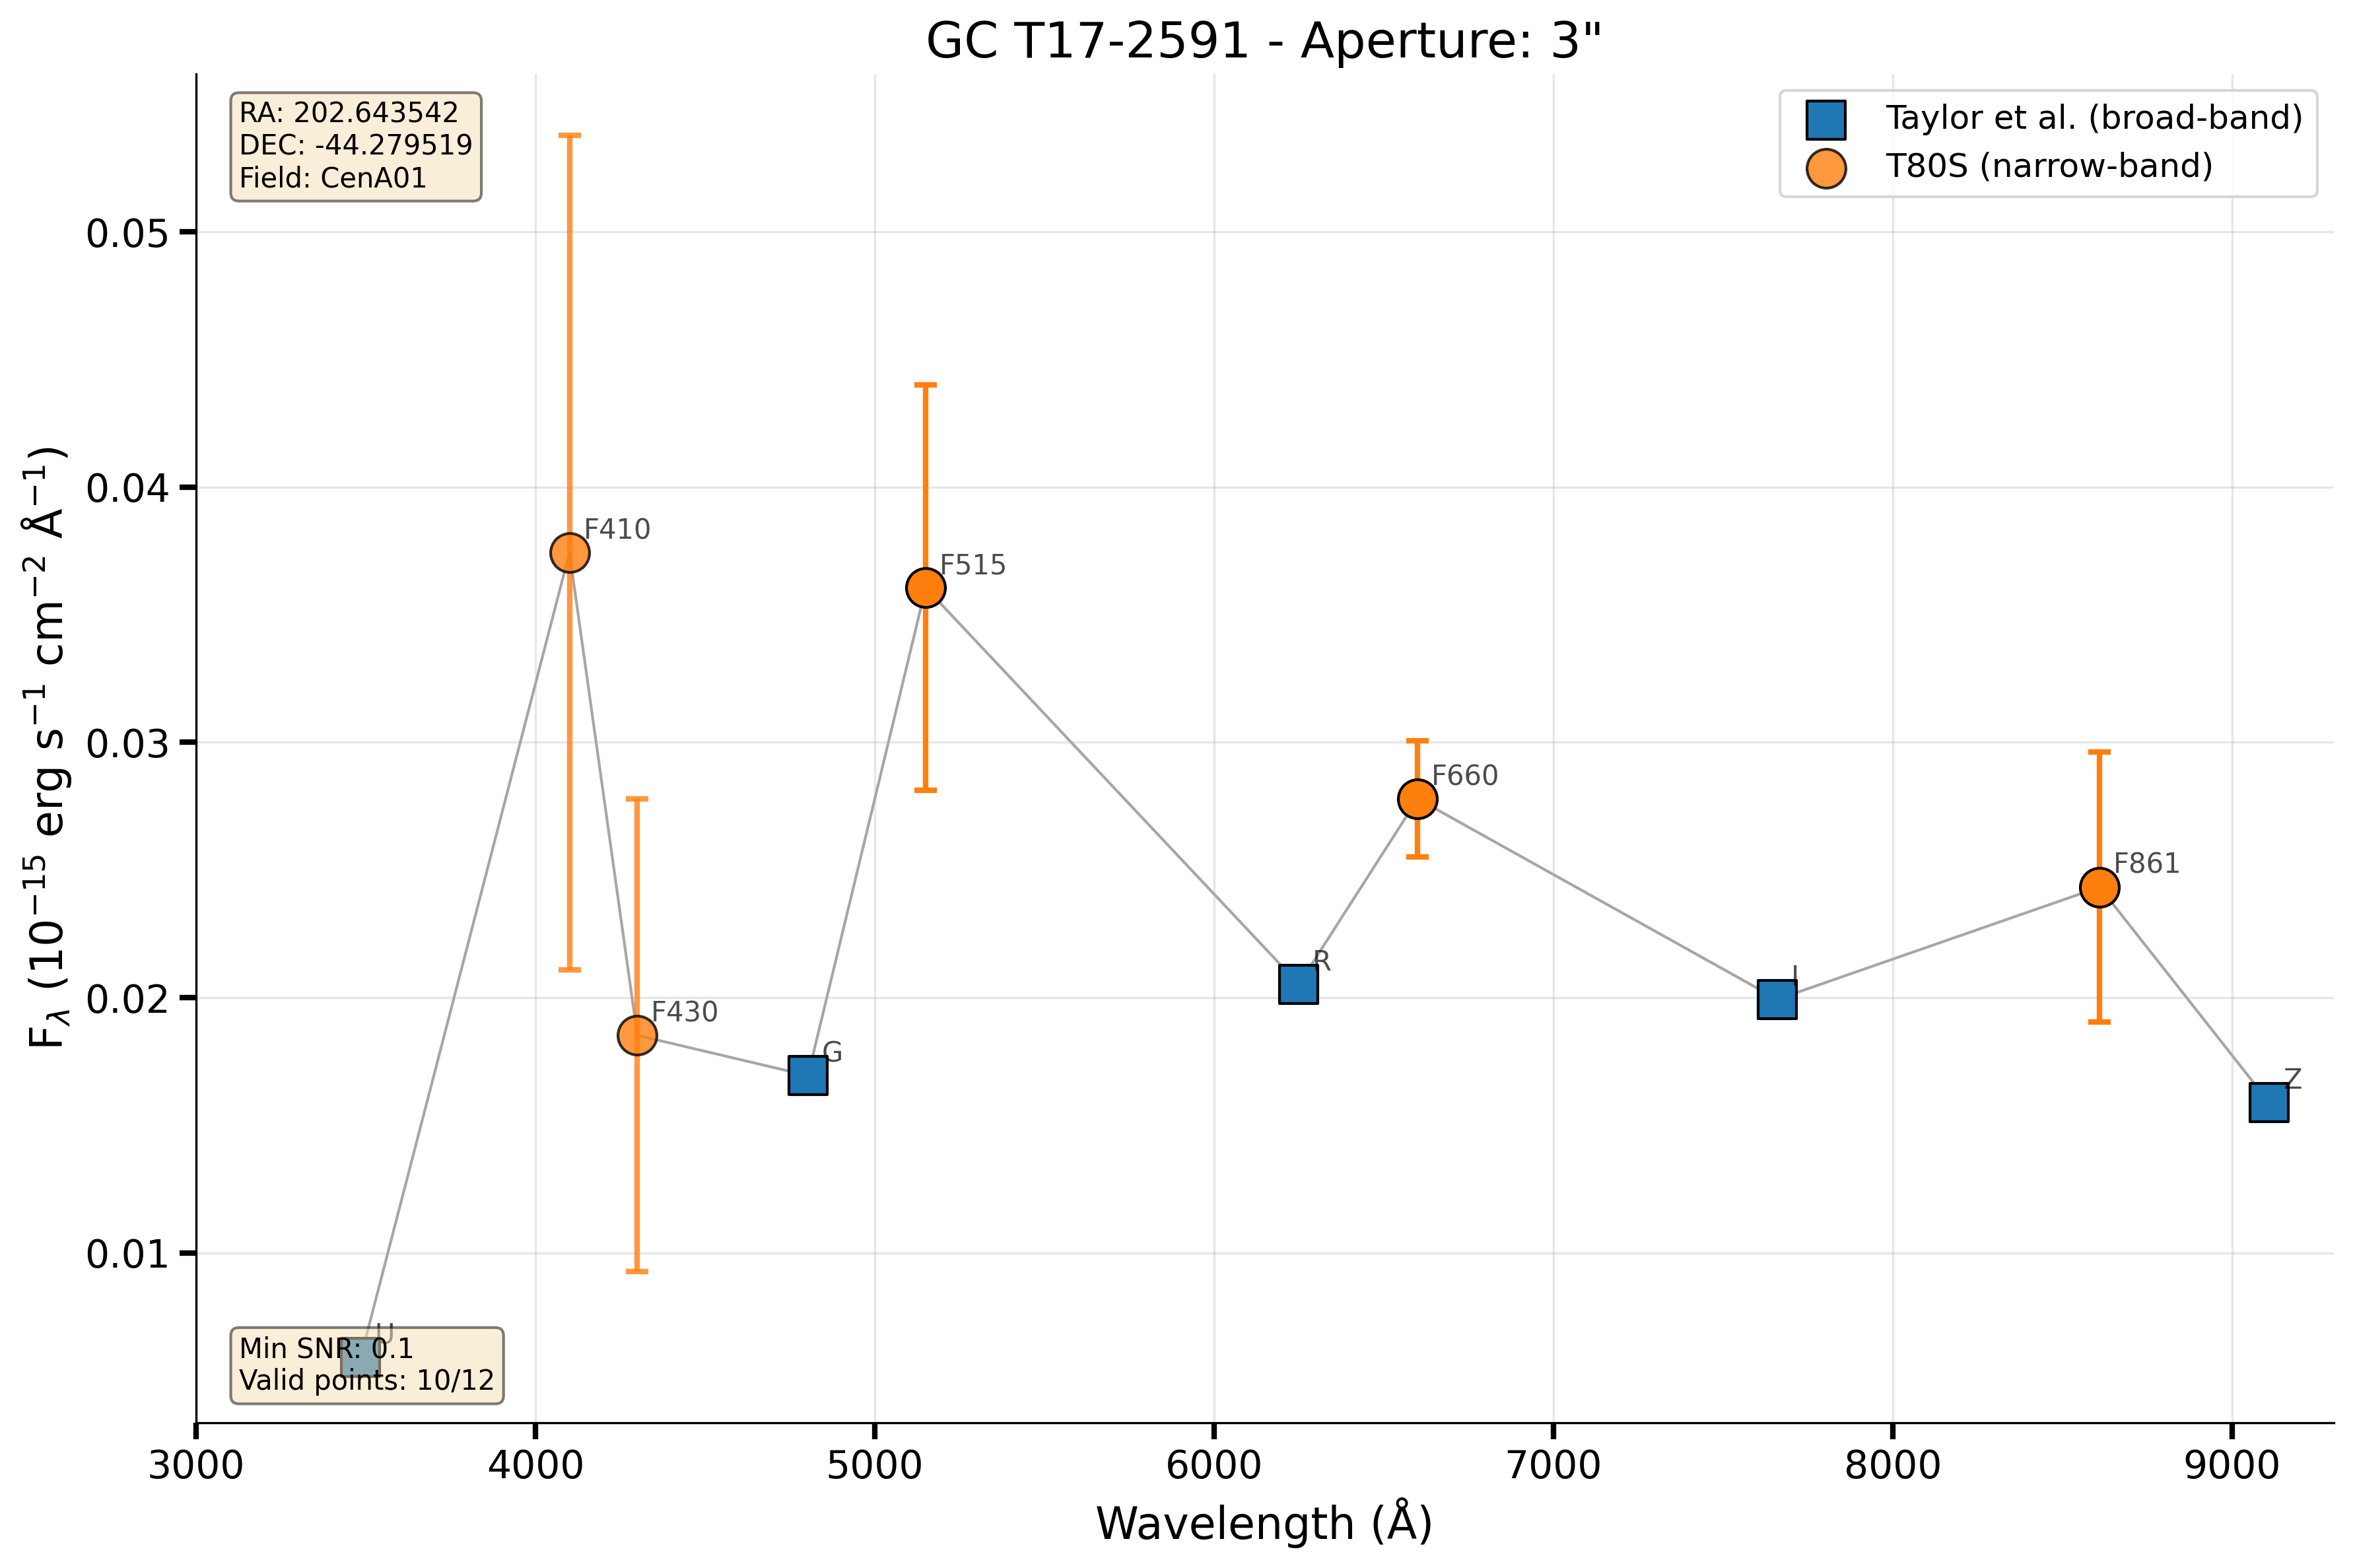 GC T17-2591 - Aperture: 3"
RA: 202.643542
DEC: -44.279519
Field: CenA01
Taylor et al. (broad-band)
T80S (narrow-band)
F410
F515
F660
F861
F430
G
R
I
Z
U
Min SNR: 0.1
Valid points: 10/12
0.05
0.04
0.03
0.02
0.01
F_λ (10⁻¹⁵ erg s⁻¹ cm⁻² Å⁻¹)
3000 4000 5000 6000 7000 8000 9000
Wavelength (Å)